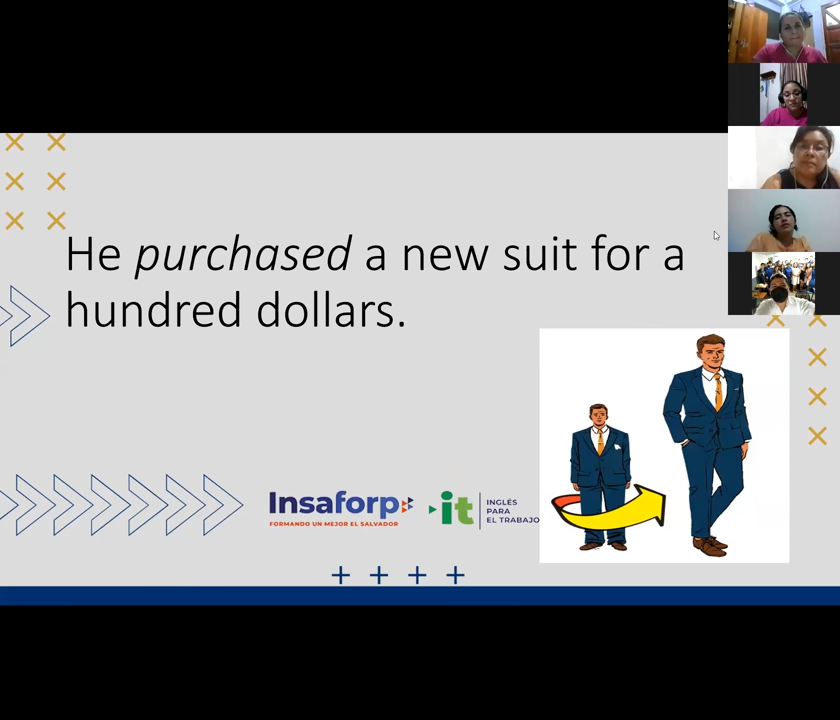 He purchased a new suit for a
hundred dollars.
Insaforp
FORMANDO UN MEJOR EL SALVADOR
it
INGLÉS
PARA
EL TRABAJO